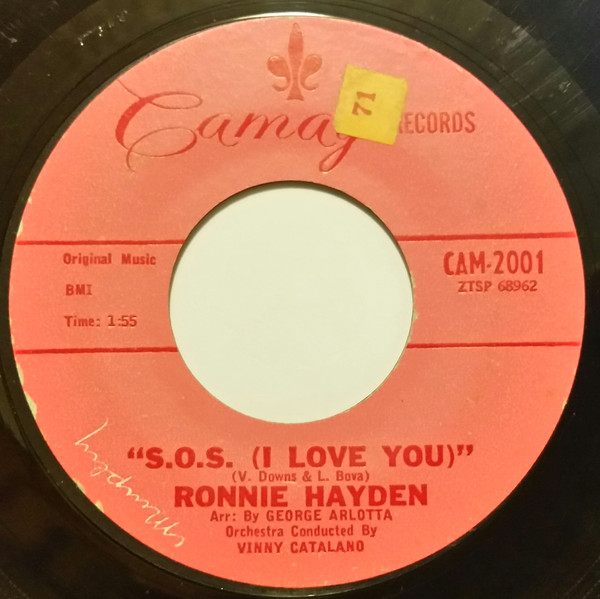 Camay RECORDS
71
Original Music
BMI
Time: 1:55
CAM-2001
ZTSP 68962
"S.O.S. (I LOVE YOU)"
(V. Downs & L. Bova)
RONNIE HAYDEN
Arr: By GEORGE ARLOTTA
Orchestra Conducted By
VINNY CATALANO